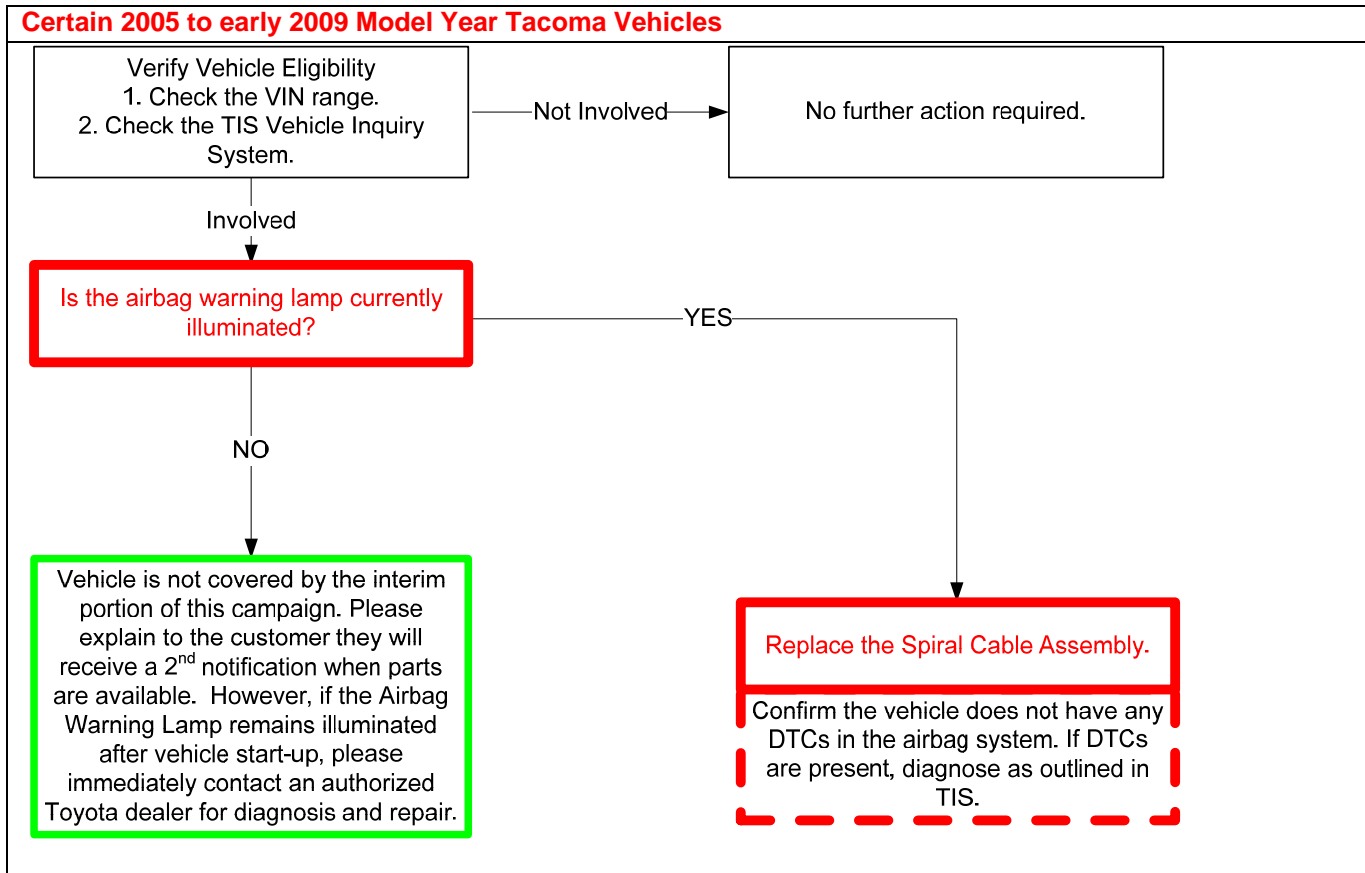 Certain 2005 to early 2009 Model Year Tacoma Vehicles
Verify Vehicle Eligibility
1. Check the VIN range.
2. Check the TIS Vehicle Inquiry
System.
Not Involved
No further action required.
Involved
Is the airbag warning lamp currently
illuminated?
YES
NO
Vehicle is not covered by the interim
portion of this campaign. Please
explain to the customer they will
receive a 2nd notification when parts
are available.  However, if the Airbag
Warning Lamp remains illuminated
after vehicle start-up, please
immediately contact an authorized
Toyota dealer for diagnosis and repair.
Replace the Spiral Cable Assembly.
Confirm the vehicle does not have any
DTCs in the airbag system. If DTCs
are present, diagnose as outlined in
TIS.